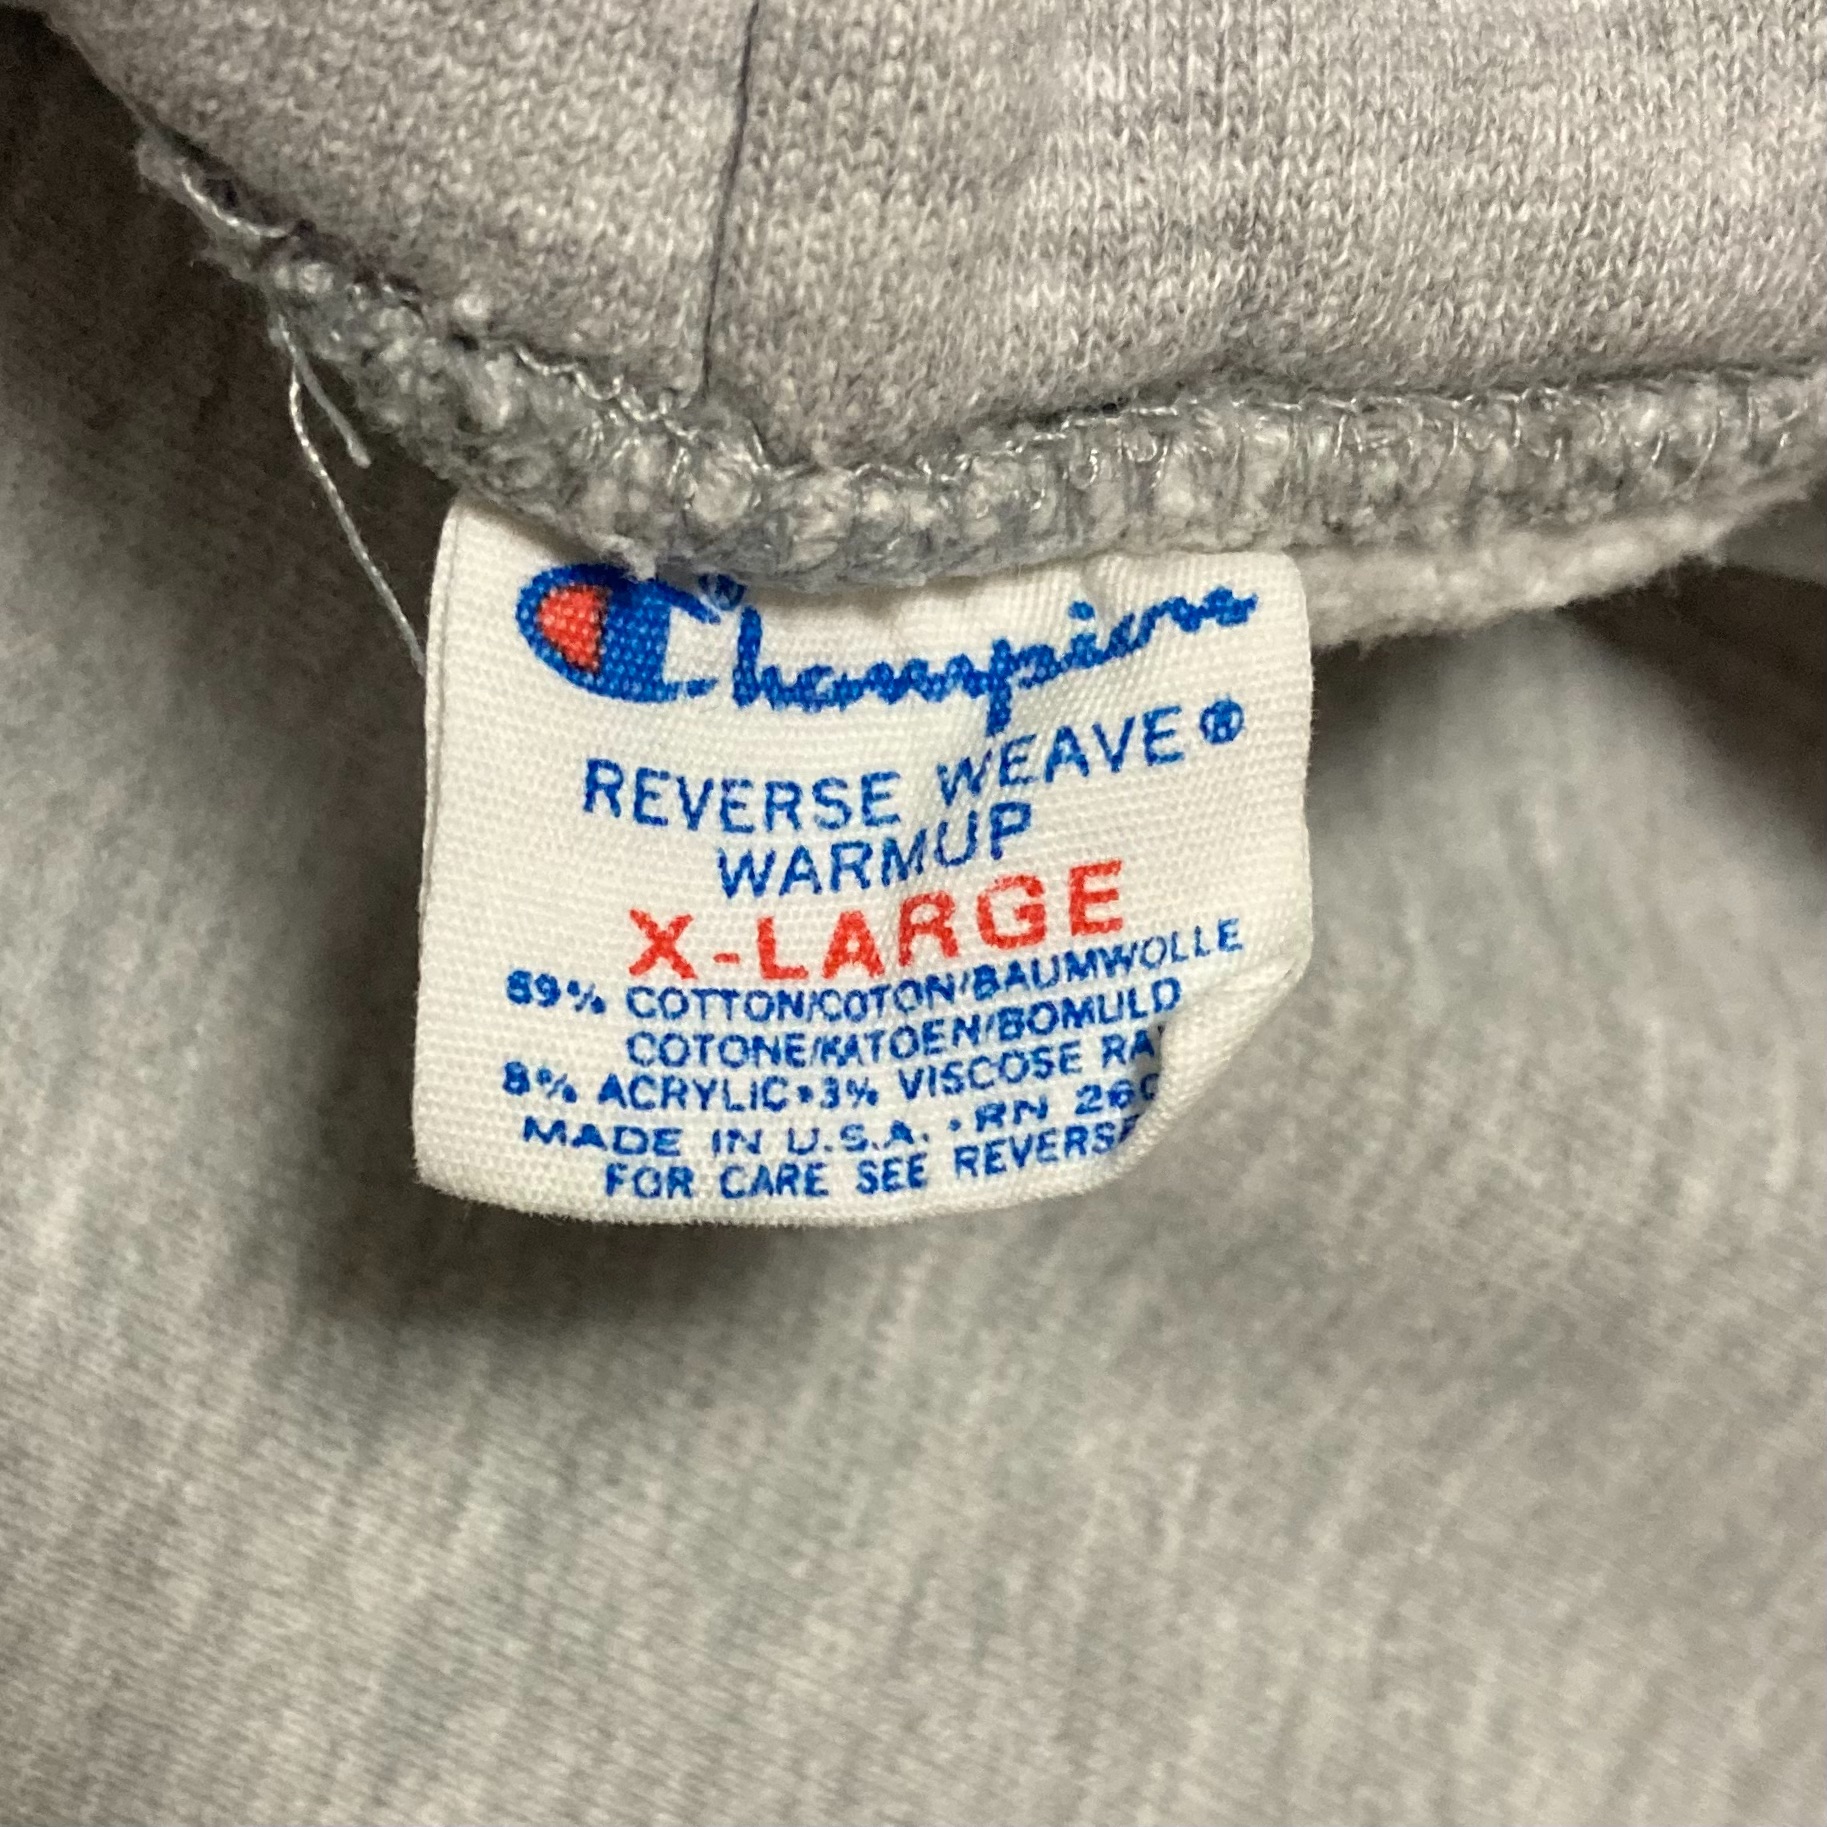 Champion®
REVERSE WEAVE®
WARMUP
X-LARGE
89% COTTON/COTON/BAUMWOLLE
COTONE/KATOEN/BOMULD
8% ACRYLIC•3% VISCOSE
MADE IN U.S.A. • RN
FOR CARE SEE REVERSE